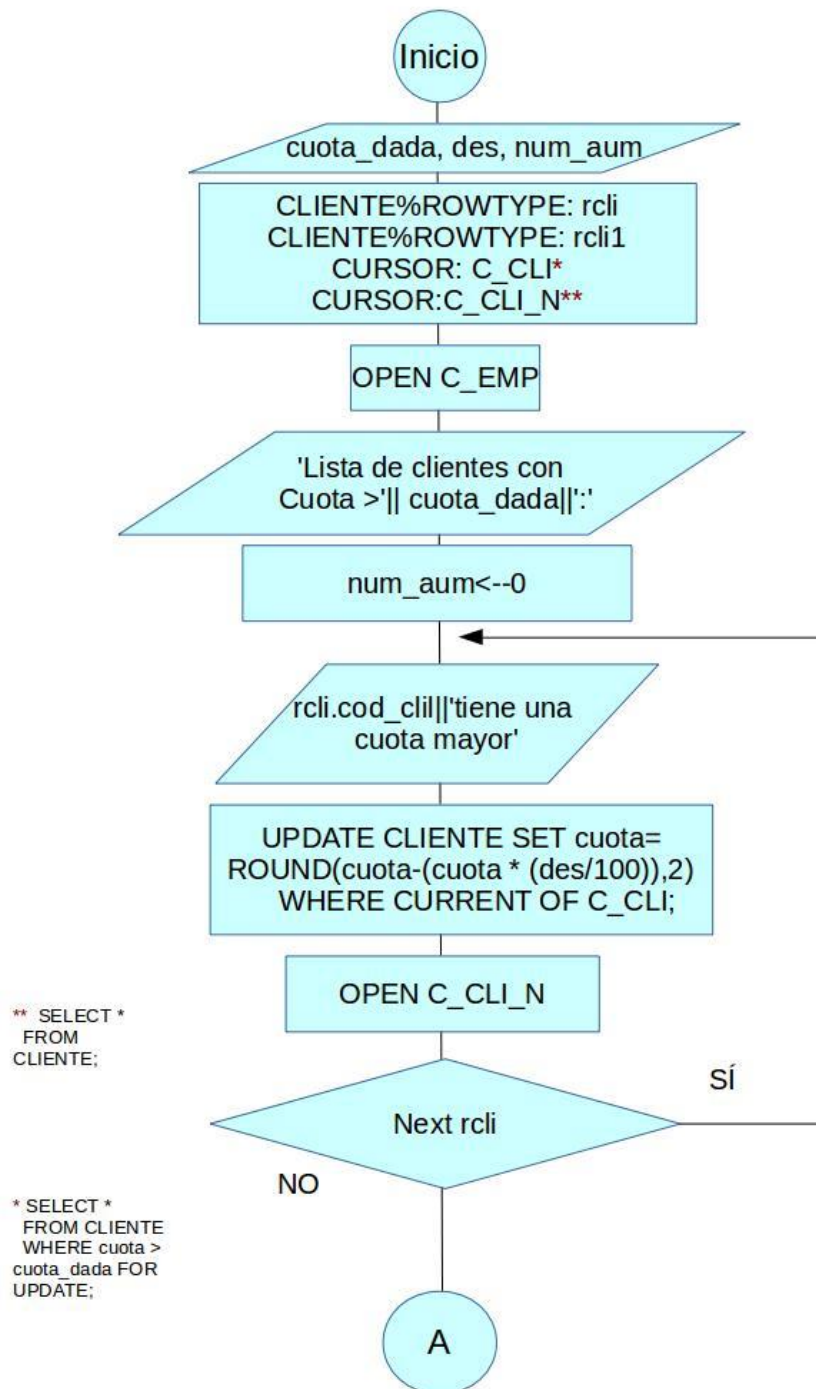 Inicio
cuota_dada, des, num_aum
CLIENTE%ROWTYPE: rcli
CLIENTE%ROWTYPE: rcli1
CURSOR: C_CLI*
CURSOR:C_CLI_N**
OPEN C_EMP
'Lista de clientes con
Cuota >'|| cuota_dada||':'
num_aum<--0
rcli.cod_clil||'tiene una
cuota mayor'
UPDATE CLIENTE SET cuota=
ROUND(cuota-(cuota * (des/100)),2)
WHERE CURRENT OF C_CLI;
OPEN C_CLI_N
** SELECT *
FROM
CLIENTE;
SÍ
Next rcli
NO
* SELECT *
FROM CLIENTE
WHERE cuota >
cuota_dada FOR
UPDATE;
A